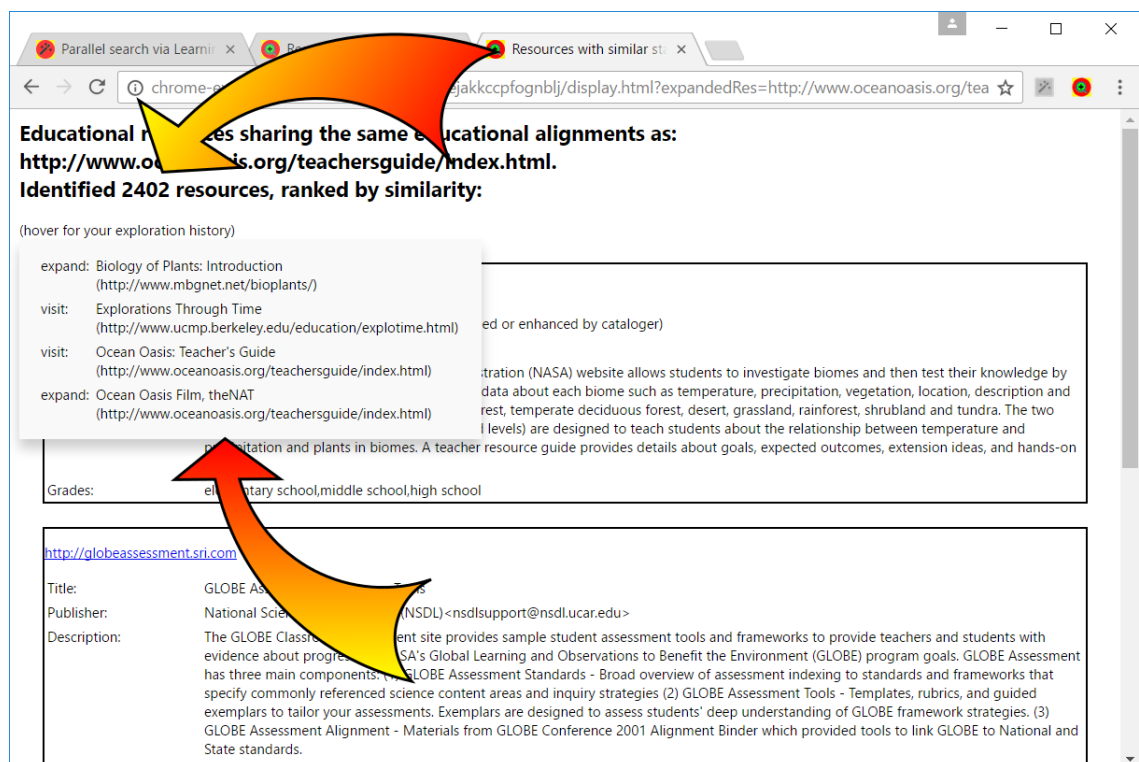 Parallel search via Learnin
Resources with similar sta
chrome-e ejakkccpfognblj/display.html?expandedRes=http://www.oceanoasis.org/tea
Educational r ces sharing the same educational alignments as:
http://www.oc is.org/teachersguide/index.html.
Identified 2402 resources, ranked by similarity:
(hover for your exploration history)
expand: Biology of Plants: Introduction
(http://www.mbgnet.net/bioplants/)
visit: Explorations Through Time
(http://www.ucmp.berkeley.edu/education/explotime.html)
visit: Ocean Oasis: Teacher's Guide
(http://www.oceanoasis.org/teachersguide/index.html)
expand: Ocean Oasis Film, theNAT
(http://www.oceanoasis.org/teachersguide/index.html)
ed or enhanced by cataloger)
stration (NASA) website allows students to investigate biomes and then test their knowledge by
data about each biome such as temperature, precipitation, vegetation, location, description and
rest, temperate deciduous forest, desert, grassland, rainforest, shrubland and tundra. The two
d levels) are designed to teach students about the relationship between temperature and
precipitation and plants in biomes. A teacher resource guide provides details about goals, expected outcomes, extension ideas, and hands-on
Grades: elementary school,middle school,high school
http://globeassessment.sri.com
Title: GLOBE As
Publisher: National Scie (NSDL)<nsdlsupport@nsdl.ucar.edu>
Description: The GLOBE Classr ent site provides sample student assessment tools and frameworks to provide teachers and students with
evidence about progre SA's Global Learning and Observations to Benefit the Environment (GLOBE) program goals. GLOBE Assessment
has three main components: (1) GLOBE Assessment Standards - Broad overview of assessment indexing to standards and frameworks that
specify commonly referenced science content areas and inquiry strategies (2) GLOBE Assessment Tools - Templates, rubrics, and guided
exemplars to tailor your assessments. Exemplars are designed to assess students' deep understanding of GLOBE framework strategies. (3)
GLOBE Assessment Alignment - Materials from GLOBE Conference 2001 Alignment Binder which provided tools to link GLOBE to National and
State standards.